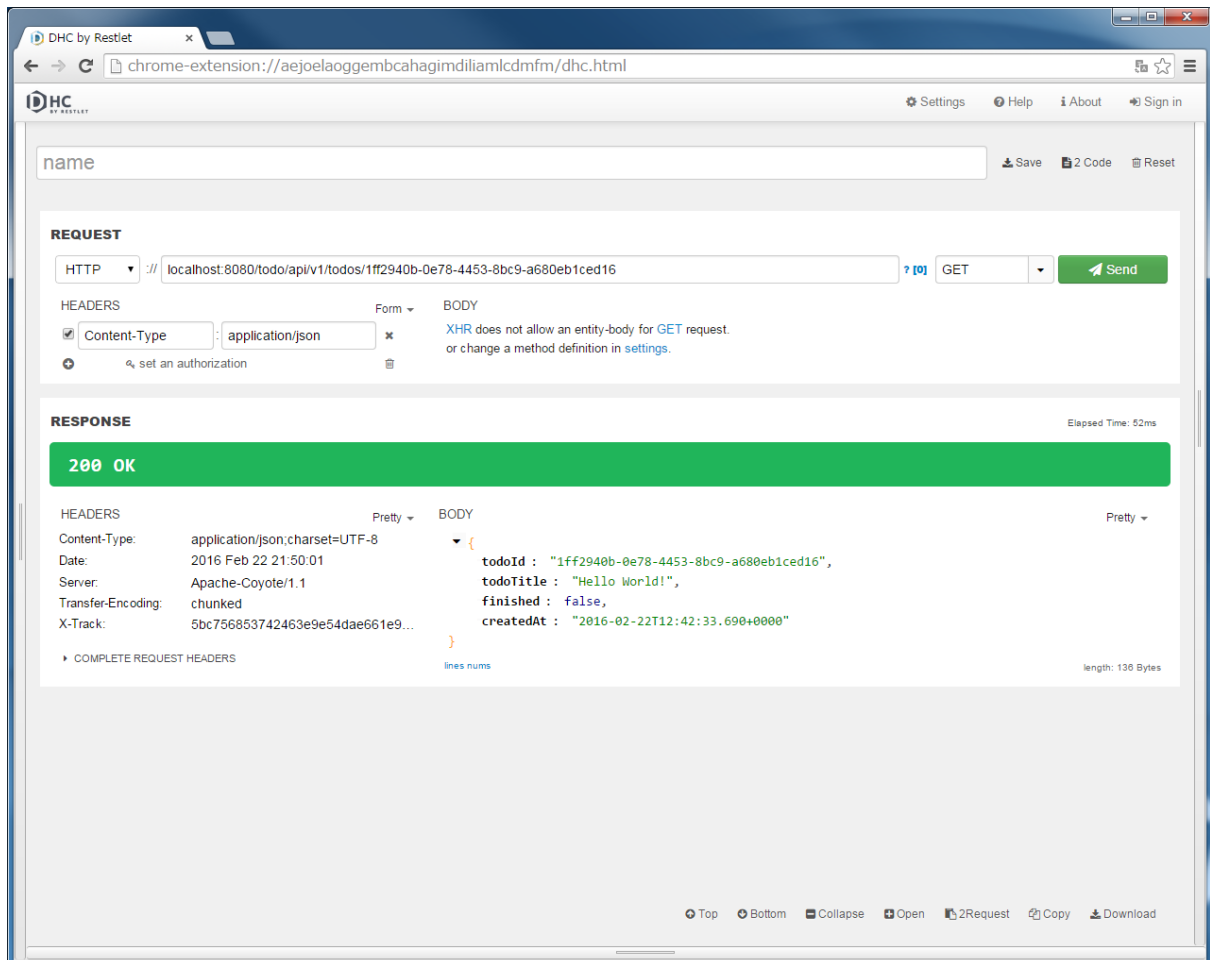 DHC by Restlet
chrome-extension://aejoelaoggembcahagimdiliamlcdmfm/dhc.html
DHC BY RESTLET
Settings Help About Sign in
name
Save 2 Code Reset
REQUEST
HTTP :// localhost:8080/todo/api/v1/todos/1ff2940b-0e78-4453-8bc9-a680eb1ced16 ? [0] GET Send
HEADERS Form BODY
Content-Type : application/json
XHR does not allow an entity-body for GET request.
or change a method definition in settings.
set an authorization
RESPONSE
Elapsed Time: 52ms
200 OK
HEADERS Pretty BODY Pretty
Content-Type: application/json;charset=UTF-8
Date: 2016 Feb 22 21:50:01
Server: Apache-Coyote/1.1
Transfer-Encoding: chunked
X-Track: 5bc756853742463e9e54dae661e9...
COMPLETE REQUEST HEADERS
{
todoId : "1ff2940b-0e78-4453-8bc9-a680eb1ced16",
todoTitle : "Hello World!",
finished : false,
createdAt : "2016-02-22T12:42:33.690+0000"
}
lines nums
length: 136 Bytes
Top Bottom Collapse Open 2Request Copy Download